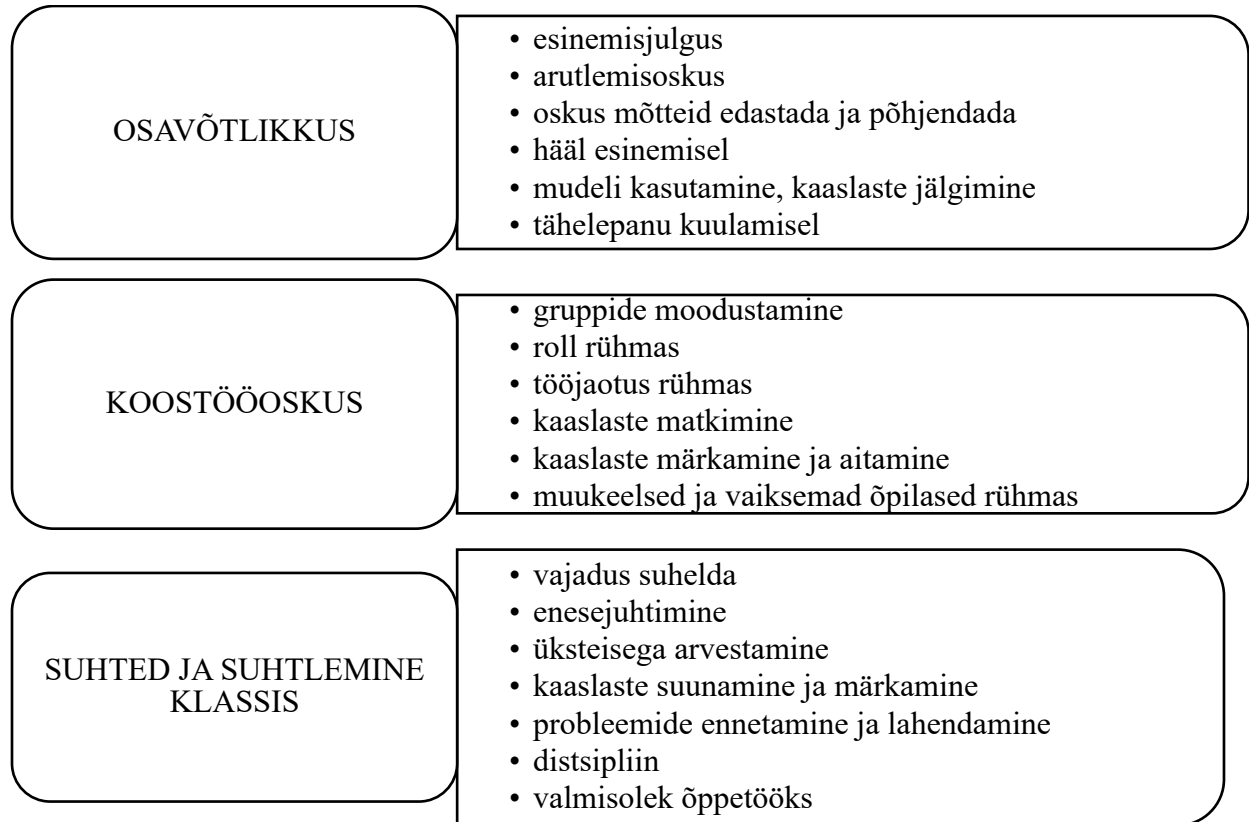 OSAVÕTLIKKUS
• esinemisjulgus
• arutlemisoskus
• oskus mõtteid edastada ja põhjendada
• hääl esinemisel
• mudeli kasutamine, kaaslaste jälgimine
• tähelepanu kuulamisel
KOOSTÖÖOSKUS
• gruppide moodustamine
• roll rühmas
• tööjaotus rühmas
• kaaslaste matkimine
• kaaslaste märkamine ja aitamine
• muukeelsed ja vaiksemad õpilased rühmas
SUHTED JA SUHTLEMINE
KLASSIS
• vajadus suhelda
• enesejuhtimine
• üksteisega arvestamine
• kaaslaste suunamine ja märkamine
• probleemide ennetamine ja lahendamine
• distsipliin
• valmisolek õppetööks